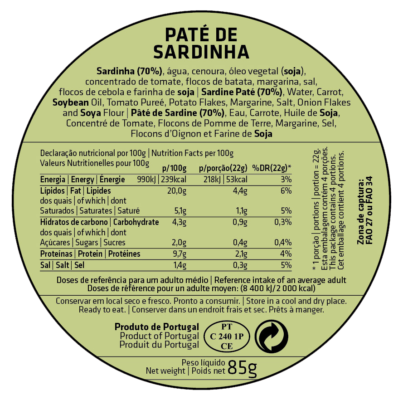 PATÉ DE
SARDINHA
Sardinha (70%), água, cenoura, óleo vegetal (soja),
concentrado de tomate, flocos de batata, margarina, sal,
flocos de cebola e farinha de soja | Sardine Paté (70%), Water, Carrot,
Soybean Oil, Tomato Pureé, Potato Flakes, Margarine, Salt, Onion Flakes
and Soya Flour | Pâté de Sardine (70%), Eau, Carotte, Huile de Soja,
Concentré de Tomate, Flocons de Pomme de Terre, Margarine, Sel,
Flocons d'Oignon et Farine de Soja
Declaração nutricional por 100g | Nutrition Facts per 100g
Valeurs Nutritionelles pour 100g
p/100g p/porção(22g) %DR(22g)*
Energia | Energy | Énergie 990kJ | 239kcal 218kJ | 53kcal 3%
Lípidos | Fat | Lipides 20,0g 4,4g 6%
dos quais | of which | dont
Saturados | Saturates | Saturé 5,1g 1,1g 5%
Hidratos de carbono | Carbohydrate 4,3g 0,9g 0,3%
dos quais | of which | dont
Açúcares | Sugars | Sucres 2,0g 0,4g 0,4%
Proteínas | Protein | Protéines 9,7g 2,1g 4%
Sal | Salt | Sel 1,4g 0,3g 5%
* 1 porção | portions | portion = 22g.
Esta embalagem contém 4 porções.
This package contains 4 portions.
Cet emballage contient 4 portions.
Zona de captura:
FAO 27 ou FAO 34
Doses de referência para um adulto médio | Reference intake of an average adult
Doses de référence pour un adulte moyen: (8 400 kJ/2 000 kcal)
Conservar em local seco e fresco. Pronto a consumir. | Store in a cool and dry place.
Ready to eat. | Conserver dans un endroit frais et sec. Prêts à manger.
Produto de Portugal
Product of Portugal
Produit du Portugal
PT
C 240 1P
CE
Peso líquido
Net weight | Poids net 85g